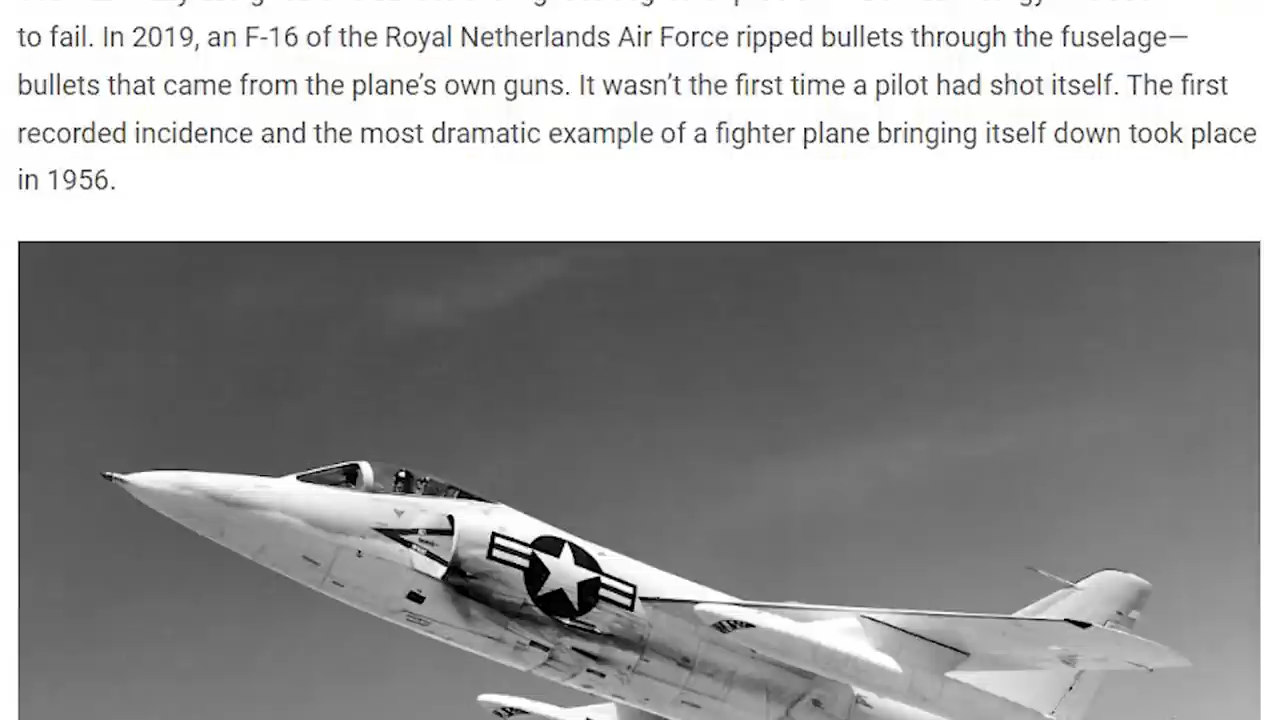 to fail. In 2019, an F-16 of the Royal Netherlands Air Force ripped bullets through the fuselage—
bullets that came from the plane’s own guns. It wasn’t the first time a pilot had shot itself. The first
recorded incidence and the most dramatic example of a fighter plane bringing itself down took place
in 1956.